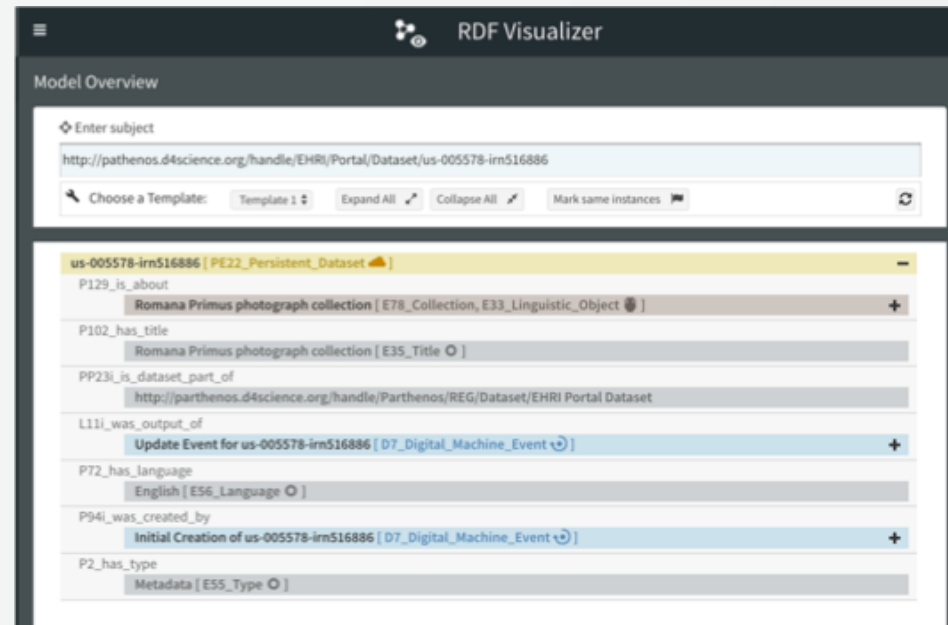 RDF Visualizer
Model Overview
Enter subject
http://pathenos.d4science.org/handle/EHRI/Portal/Dataset/us-005578-irn516886
Choose a Template: Template 1 Expand All Collapse All Mark same instances
us-005578-irn516886 [ PE22_Persistent_Dataset ]
P129_is_about
Romana Primus photograph collection [ E78_Collection, E33_Linguistic_Object ]
P102_has_title
Romana Primus photograph collection [ E35_Title ]
PP23i_is_dataset_part_of
http://parthenos.d4science.org/handle/Parthenos/REG/Dataset/EHRI Portal Dataset
L11i_was_output_of
Update Event for us-005578-irn516886 [ D7_Digital_Machine_Event ]
P72_has_language
English [ E56_Language ]
P94i_was_created_by
Initial Creation of us-005578-irn516886 [ D7_Digital_Machine_Event ]
P2_has_type
Metadata [ E55_Type ]